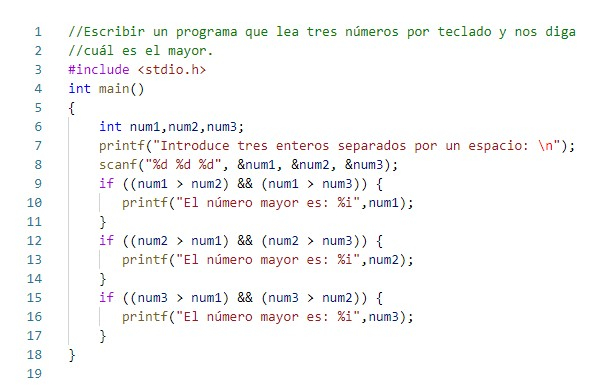 1 //Escribir un programa que lea tres números por teclado y nos diga
2 //cuál es el mayor.
3 #include <stdio.h>
4 int main()
5 {
6     int num1,num2,num3;
7     printf("Introduce tres enteros separados por un espacio: \n");
8     scanf("%d %d %d", &num1, &num2, &num3);
9     if ((num1 > num2) && (num1 > num3)) {
10        printf("El número mayor es: %i",num1);
11    }
12    if ((num2 > num1) && (num2 > num3)) {
13        printf("El número mayor es: %i",num2);
14    }
15    if ((num3 > num1) && (num3 > num2)) {
16        printf("El número mayor es: %i",num3);
17    }
18 }
19